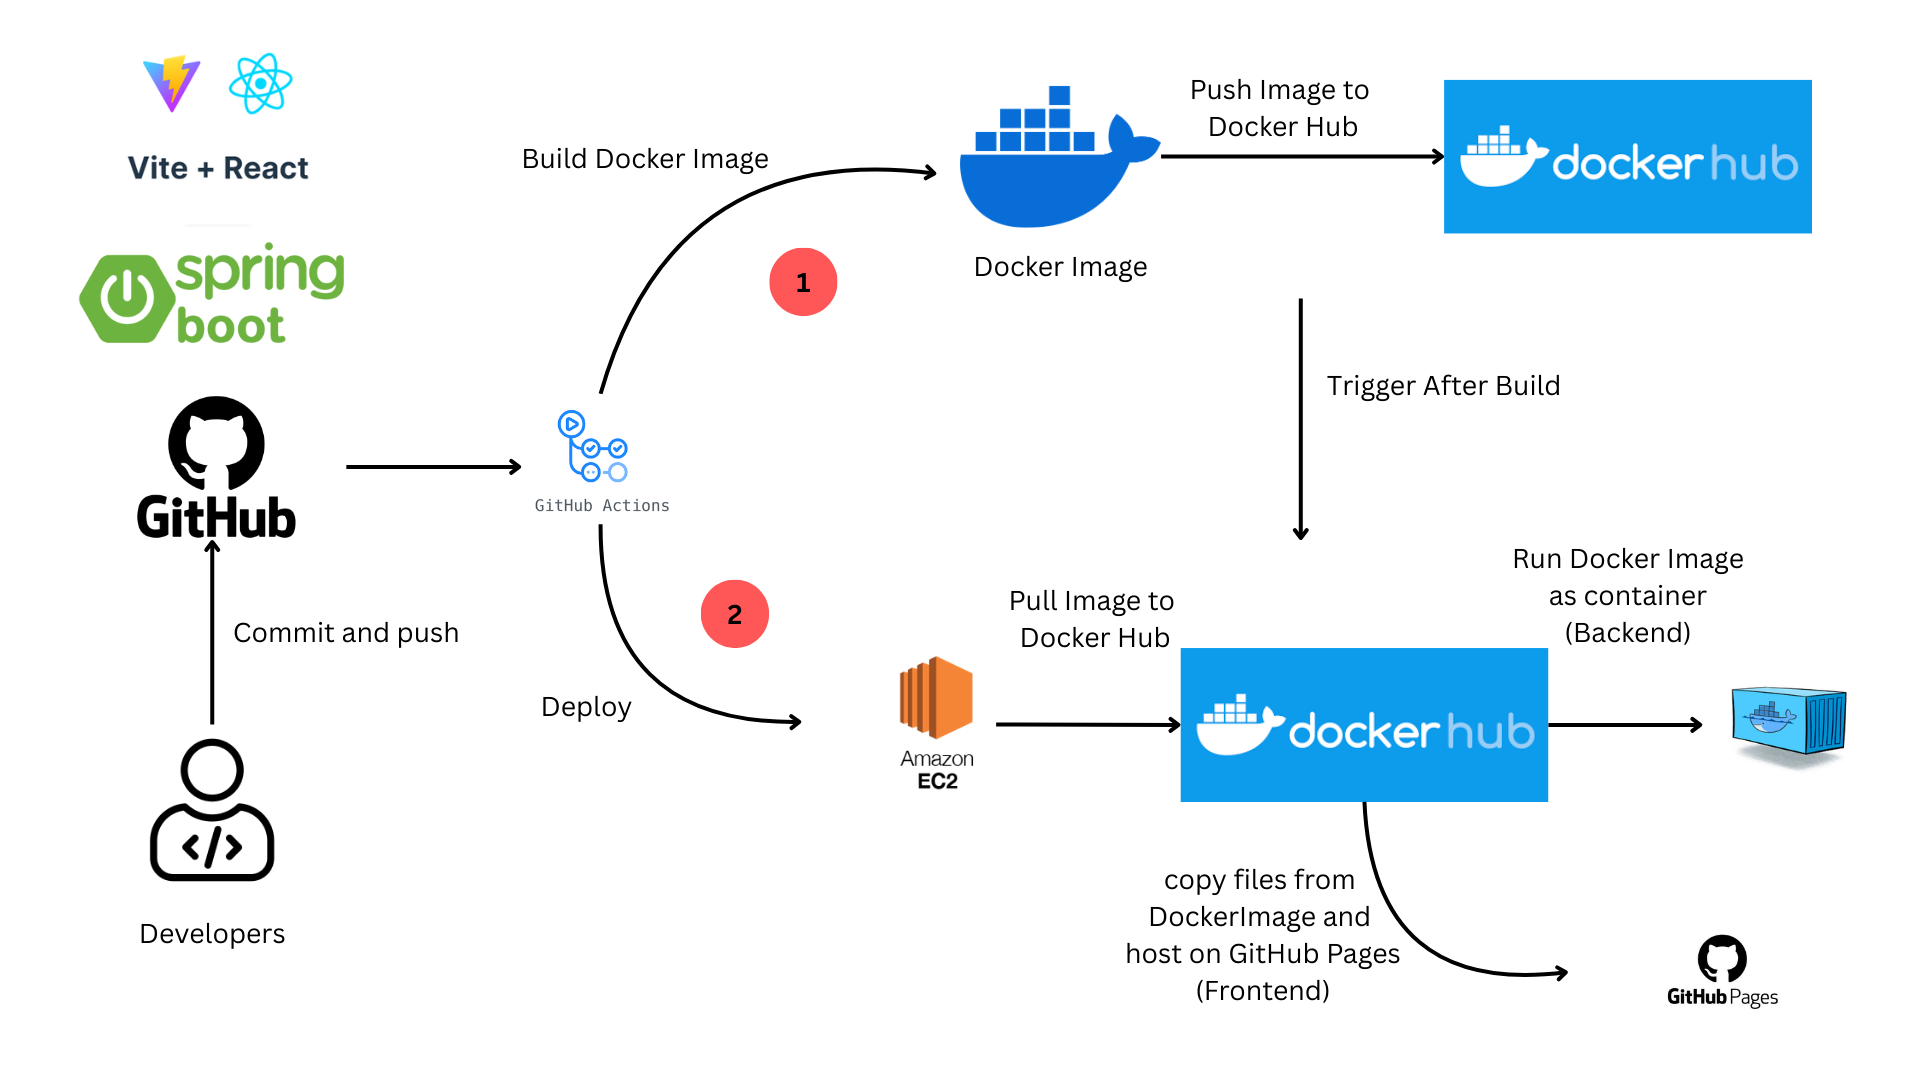 Vite + React
spring
boot
GitHub
Commit and push
Developers
GitHub Actions
Build Docker Image
1
Docker Image
Push Image to
Docker Hub
docker hub
Trigger After Build
2
Deploy
Amazon
EC2
Pull Image to
Docker Hub
docker hub
Run Docker Image
as container
(Backend)
copy files from
DockerImage and
host on GitHub Pages
(Frontend)
GitHub Pages